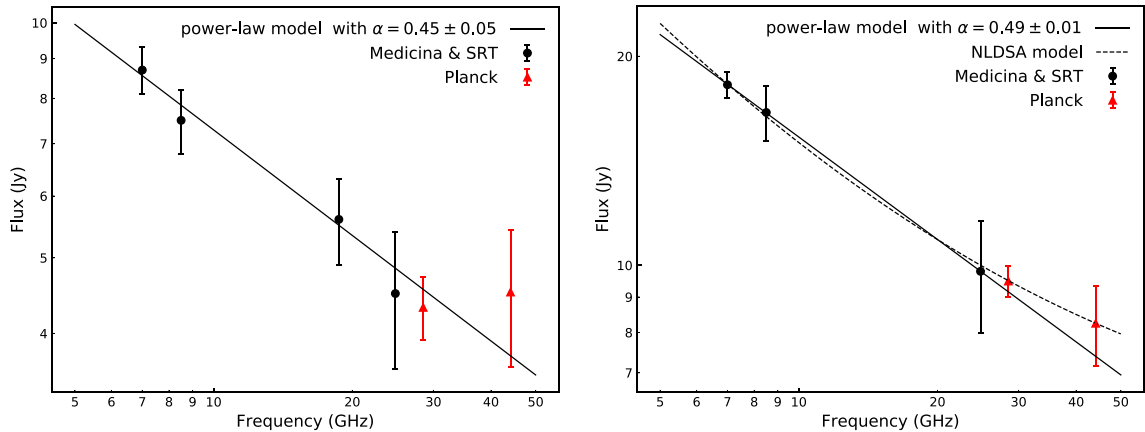 power-law model with α = 0.45 ± 0.05
Medicina & SRT
Planck
10
9
8
7
6
5
4
Flux (Jy)
5 6 7 8 9 10 20 30 40 50
Frequency (GHz)
power-law model with α = 0.49 ± 0.01
NLDSA model
Medicina & SRT
Planck
20
10
9
8
7
Flux (Jy)
5 6 7 8 9 10 20 30 40 50
Frequency (GHz)